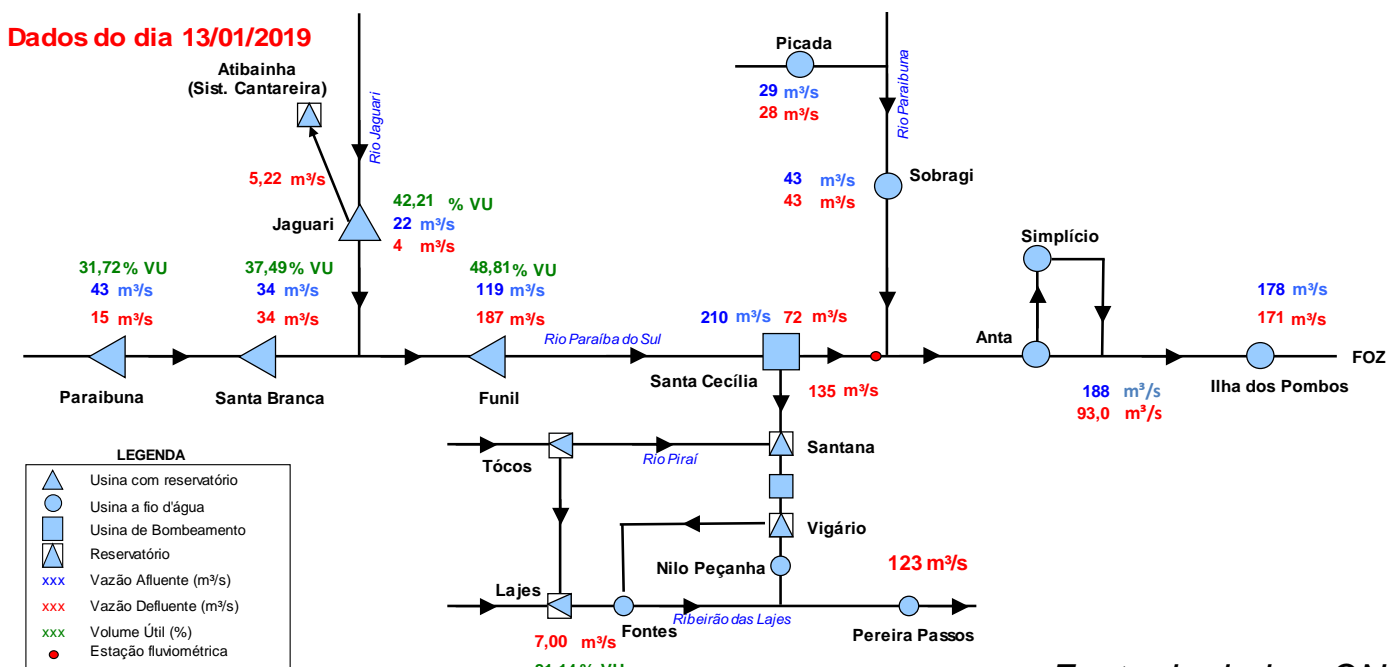 Dados do dia 13/01/2019
Atibainha
(Sist. Cantareira)
Rio Jaguari
5,22 m³/s
Jaguari
42,21 % VU
22 m³/s
4 m³/s
Picada
29 m³/s
28 m³/s
Rio Paraibuna
43 m³/s
43 m³/s
Sobragi
31,72% VU
43 m³/s
15 m³/s
Paraibuna
37,49% VU
34 m³/s
34 m³/s
Santa Branca
48,81% VU
119 m³/s
187 m³/s
Funil
Rio Paraíba do Sul
210 m³/s 72 m³/s
Santa Cecília
135 m³/s
Simplício
Anta
188 m³/s
93,0 m³/s
178 m³/s
171 m³/s
Ilha dos Pombos
FOZ
Tócos
Rio Piraí
Santana
Vigário
Nilo Peçanha
123 m³/s
Lajes
Fontes
Ribeirão das Lajes
Pereira Passos
7,00 m³/s
LEGENDA
Usina com reservatório
Usina a fio d'água
Usina de Bombeamento
Reservatório
xxx Vazão Afluente (m³/s)
xxx Vazão Defluente (m³/s)
xxx Volume Útil (%)
Estação fluviométrica